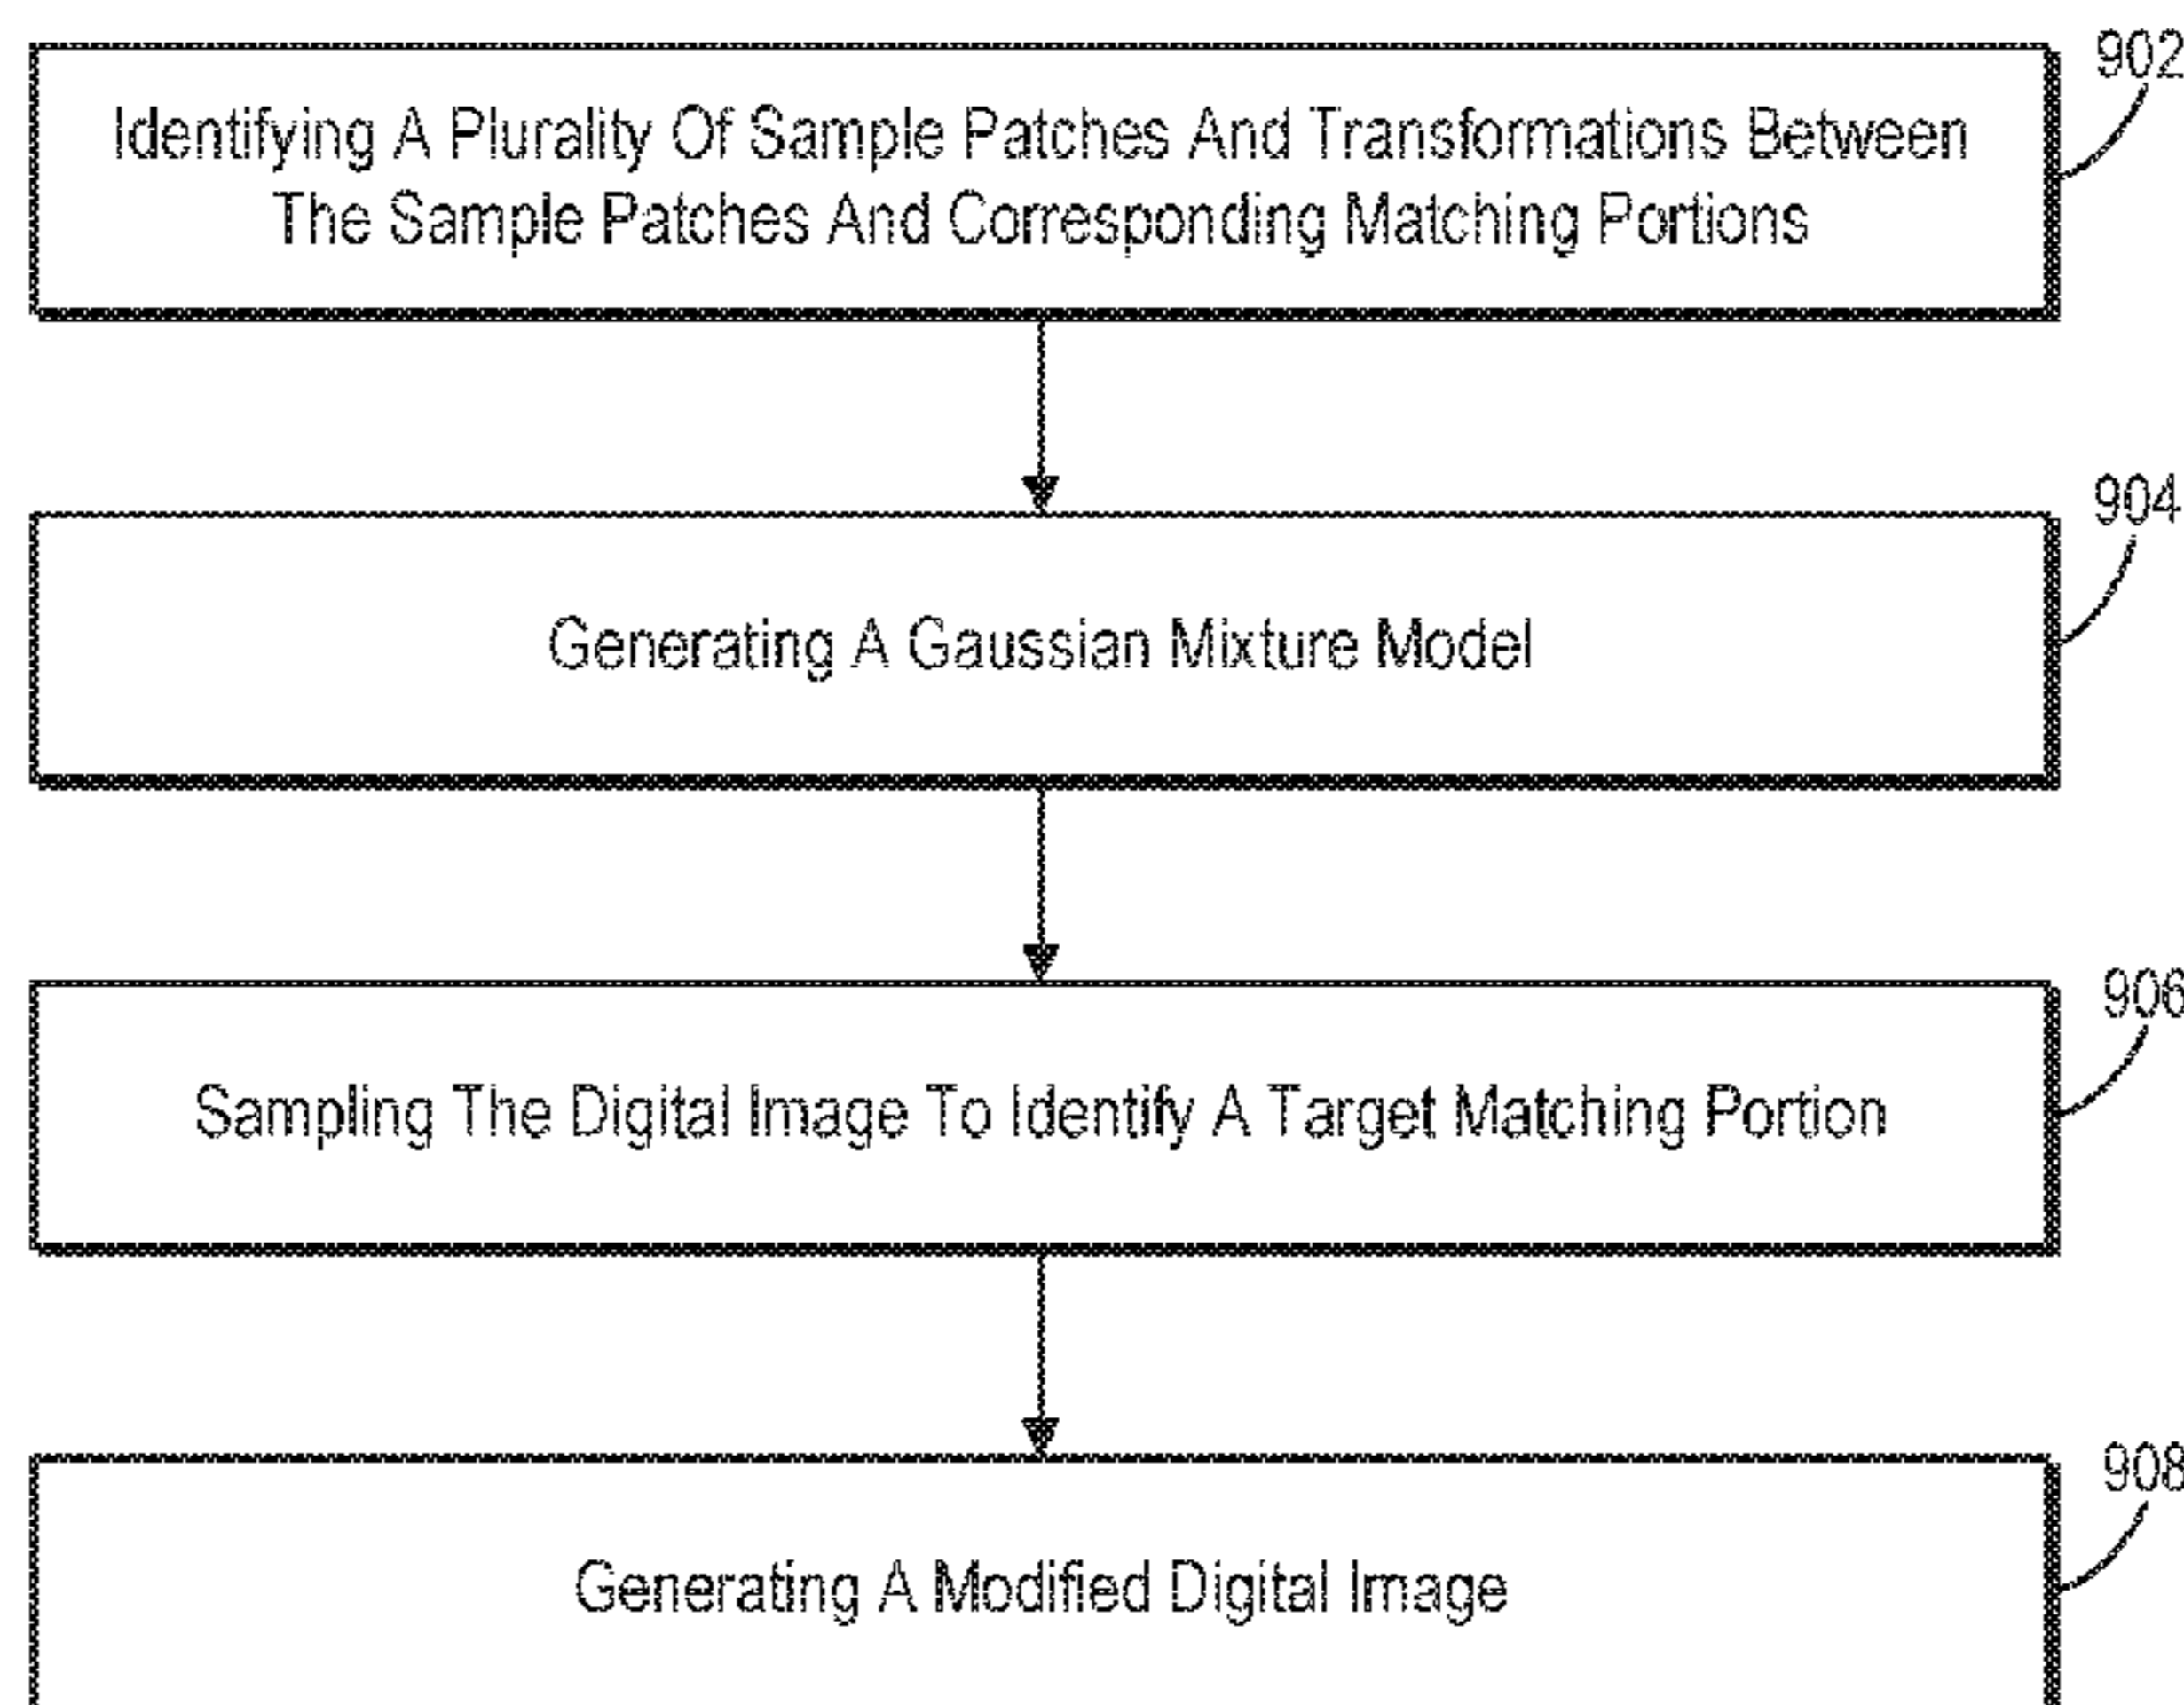 902
Identifying A Plurality Of Sample Patches And Transformations Between
The Sample Patches And Corresponding Matching Portions
904
Generating A Gaussian Mixture Model
906
Sampling The Digital Image To Identify A Target Matching Portion
908
Generating A Modified Digital Image